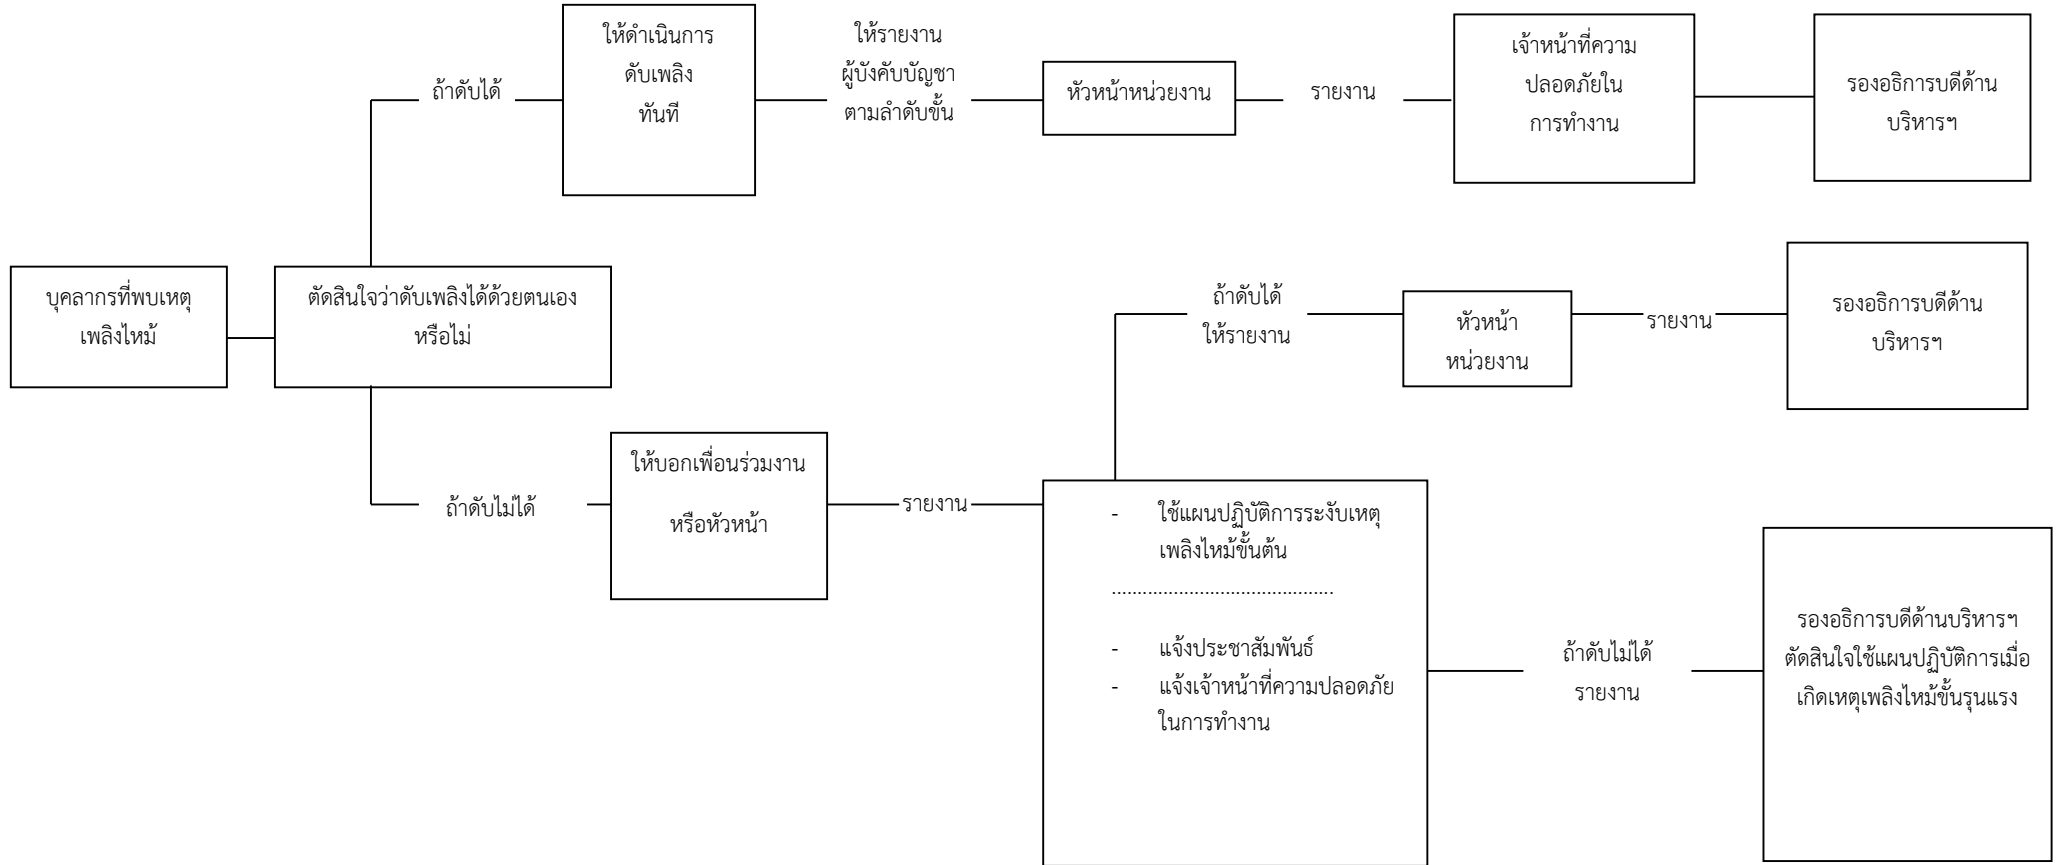 บุคลากรที่พบเหตุ
เพลิงไหม้
ตัดสินใจว่าดับเพลิงได้ด้วยตนเอง
หรือไม่
ถ้าดับได้
ให้ดำเนินการ
ดับเพลิง
ทันที
ให้รายงาน
ผู้บังคับบัญชา
ตามลำดับขั้น
หัวหน้าหน่วยงาน
รายงาน
เจ้าหน้าที่ความ
ปลอดภัยใน
การทำงาน
รองอธิการบดีด้าน
บริหารฯ
ถ้าดับไม่ได้
ให้บอกเพื่อนร่วมงาน
หรือหัวหน้า
รายงาน
- ใช้แผนปฏิบัติการระงับเหตุ
เพลิงไหม้ขั้นต้น
...........................................
- แจ้งประชาสัมพันธ์
- แจ้งเจ้าหน้าที่ความปลอดภัย
ในการทำงาน
ถ้าดับได้
ให้รายงาน
หัวหน้า
หน่วยงาน
รายงาน
รองอธิการบดีด้าน
บริหารฯ
ถ้าดับไม่ได้
รายงาน
รองอธิการบดีด้านบริหารฯ
ตัดสินใจใช้แผนปฏิบัติการเมื่อ
เกิดเหตุเพลิงไหม้ขั้นรุนแรง